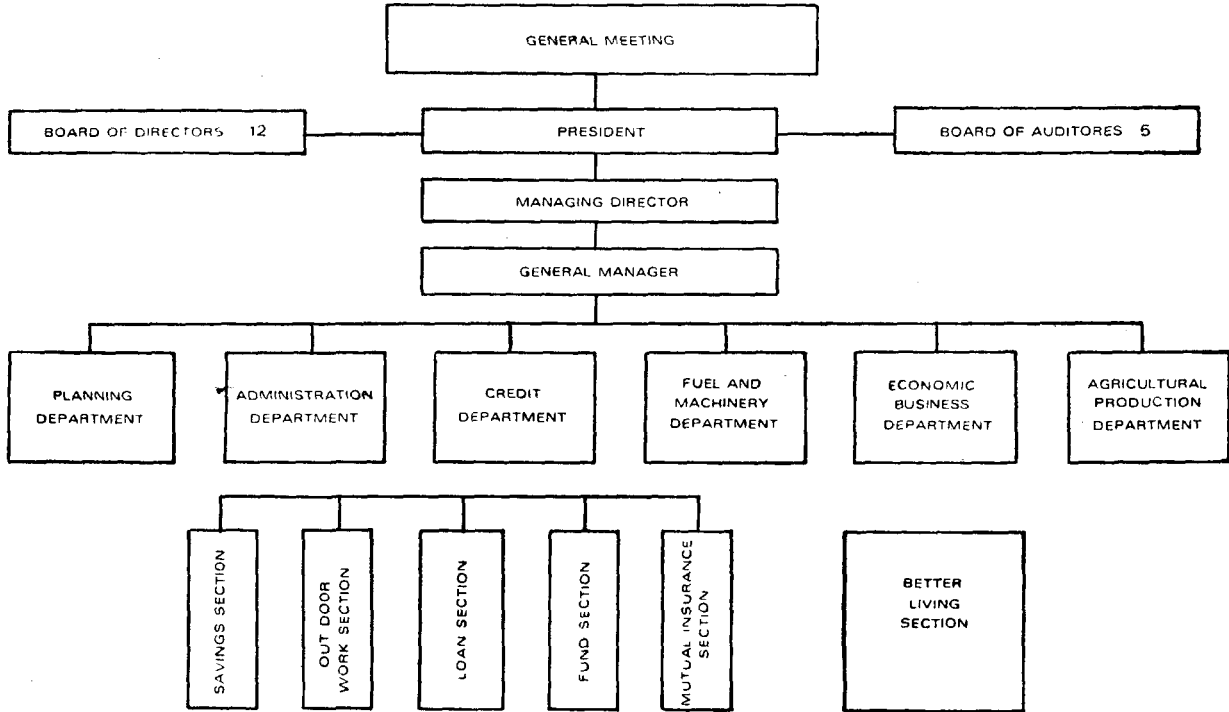 GENERAL MEETING
BOARD OF DIRECTORS 12
PRESIDENT
BOARD OF AUDITORES 5
MANAGING DIRECTOR
GENERAL MANAGER
PLANNING
DEPARTMENT
ADMINISTRATION
DEPARTMENT
CREDIT
DEPARTMENT
FUEL AND
MACHINERY
DEPARTMENT
ECONOMIC
BUSINESS
DEPARTMENT
AGRICULTURAL
PRODUCTION
DEPARTMENT
SAVINGS SECTION
OUT DOOR
WORK SECTION
LOAN SECTION
FUND SECTION
MUTUAL INSURANCE
SECTION
BETTER
LIVING
SECTION